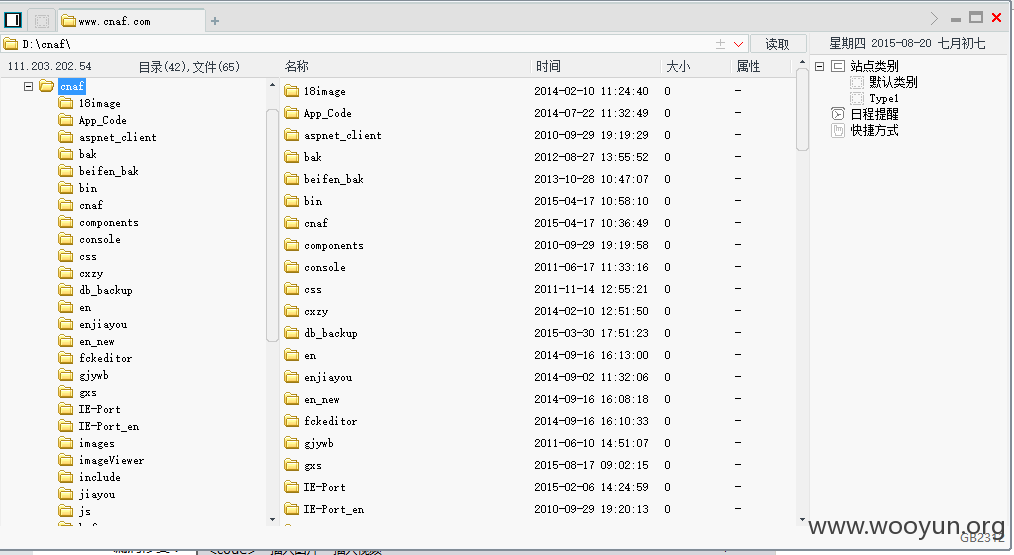 www.cnaf.com
D:\cnaf\ 读取 星期四 2015-08-20 七月初七
111.203.202.54 目录(42),文件(65) 名称 时间 大小 属性
cnaf
18image
App_Code
aspnet_client
bak
beifen_bak
bin
cnaf
components
console
css
cxzy
db_backup
en
enjiayou
en_new
fckeditor
gjywb
gxs
IE-Port
IE-Port_en
images
imageViewer
include
jiayou
js
18image 2014-02-10 11:24:40 0 -
App_Code 2014-07-22 11:32:49 0 -
aspnet_client 2010-09-29 19:19:29 0 -
bak 2012-08-27 13:55:52 0 -
beifen_bak 2013-10-28 10:47:07 0 -
bin 2015-04-17 10:58:10 0 -
cnaf 2015-04-17 10:36:49 0 -
components 2010-09-29 19:19:58 0 -
console 2011-06-17 11:33:16 0 -
css 2011-11-14 12:55:21 0 -
cxzy 2014-02-10 12:51:50 0 -
db_backup 2015-03-30 17:51:23 0 -
en 2014-09-16 16:13:00 0 -
enjiayou 2014-09-02 11:32:06 0 -
en_new 2014-09-16 16:08:18 0 -
fckeditor 2014-09-16 16:10:33 0 -
gjywb 2011-06-10 14:51:07 0 -
gxs 2015-08-17 09:02:15 0 -
IE-Port 2015-02-06 14:24:59 0 -
IE-Port_en 2010-09-29 19:20:13 0 -
站点类别
默认类别
Type1
日程提醒
快捷方式
www.wooyun.org
GB2312
<code> 插入图片 插入视频